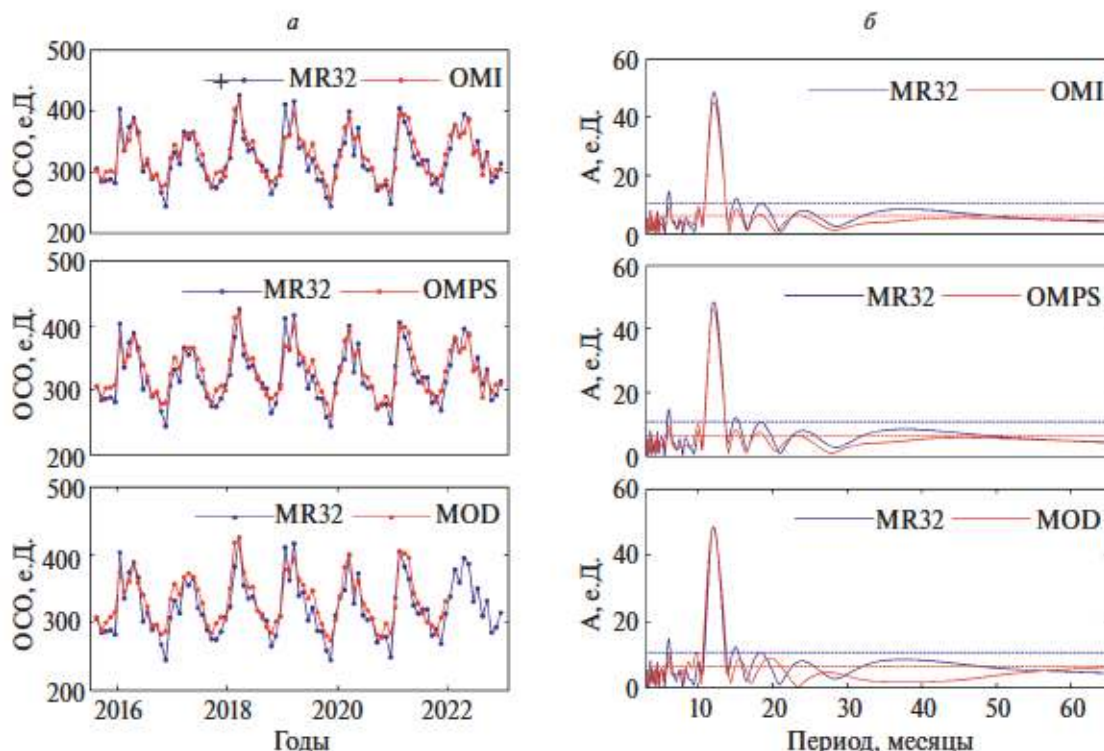 а
б
500
400
300
200
ОСО, е.Д.
MR32 OMI
60
40
20
0
А, е.Д.
MR32 OMI
500
400
300
200
ОСО, е.Д.
MR32 OMPS
60
40
20
0
А, е.Д.
MR32 OMPS
500
400
300
200
ОСО, е.Д.
MR32 MOD
2016 2018 2020 2022
Годы
60
40
20
0
А, е.Д.
MR32 MOD
10 20 30 40 50 60
Период, месяцы